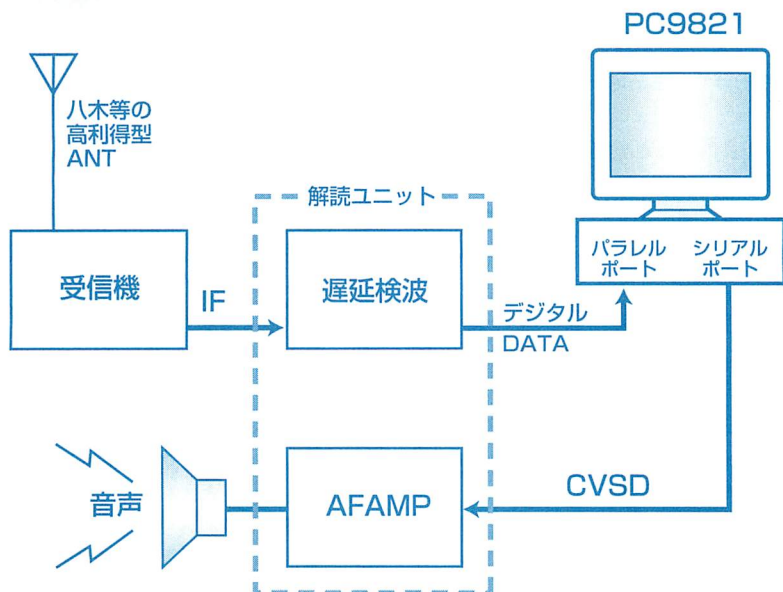 PC9821
八木等の
高利得型
ANT
解読ユニット
受信機
IF
遅延検波
デジタル
DATA
パラレル
ポート
シリアル
ポート
音声
AFAMP
CVSD